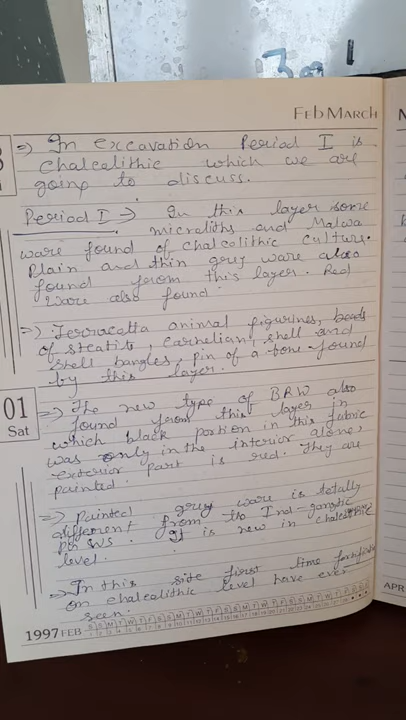 Feb March
=) In excavation Period I is
chalcolithic which we are
going to discuss.
Period I → In this layer some
microliths and Malwa
ware found of chalcolithic culture.
Plain and thin grey ware also
found from this layer. Red
ware also found.
=) Terracotta animal figurines, beads
of steatite, carnelian, shell and
shell bangles, pin of a bone found
by this layer.
01
Sat
=) The new type of BRW also
found from this layer in
which black portion in this fabric
was only in the interior alone,
exterior part is red. They are
painted.
=) Painted grey ware is totally
different from the Ind-gangetic
It is new in chalcolithic
level.
=) In this site first time
on chalcolithic level have ever
seen.
1997 FEB
APR